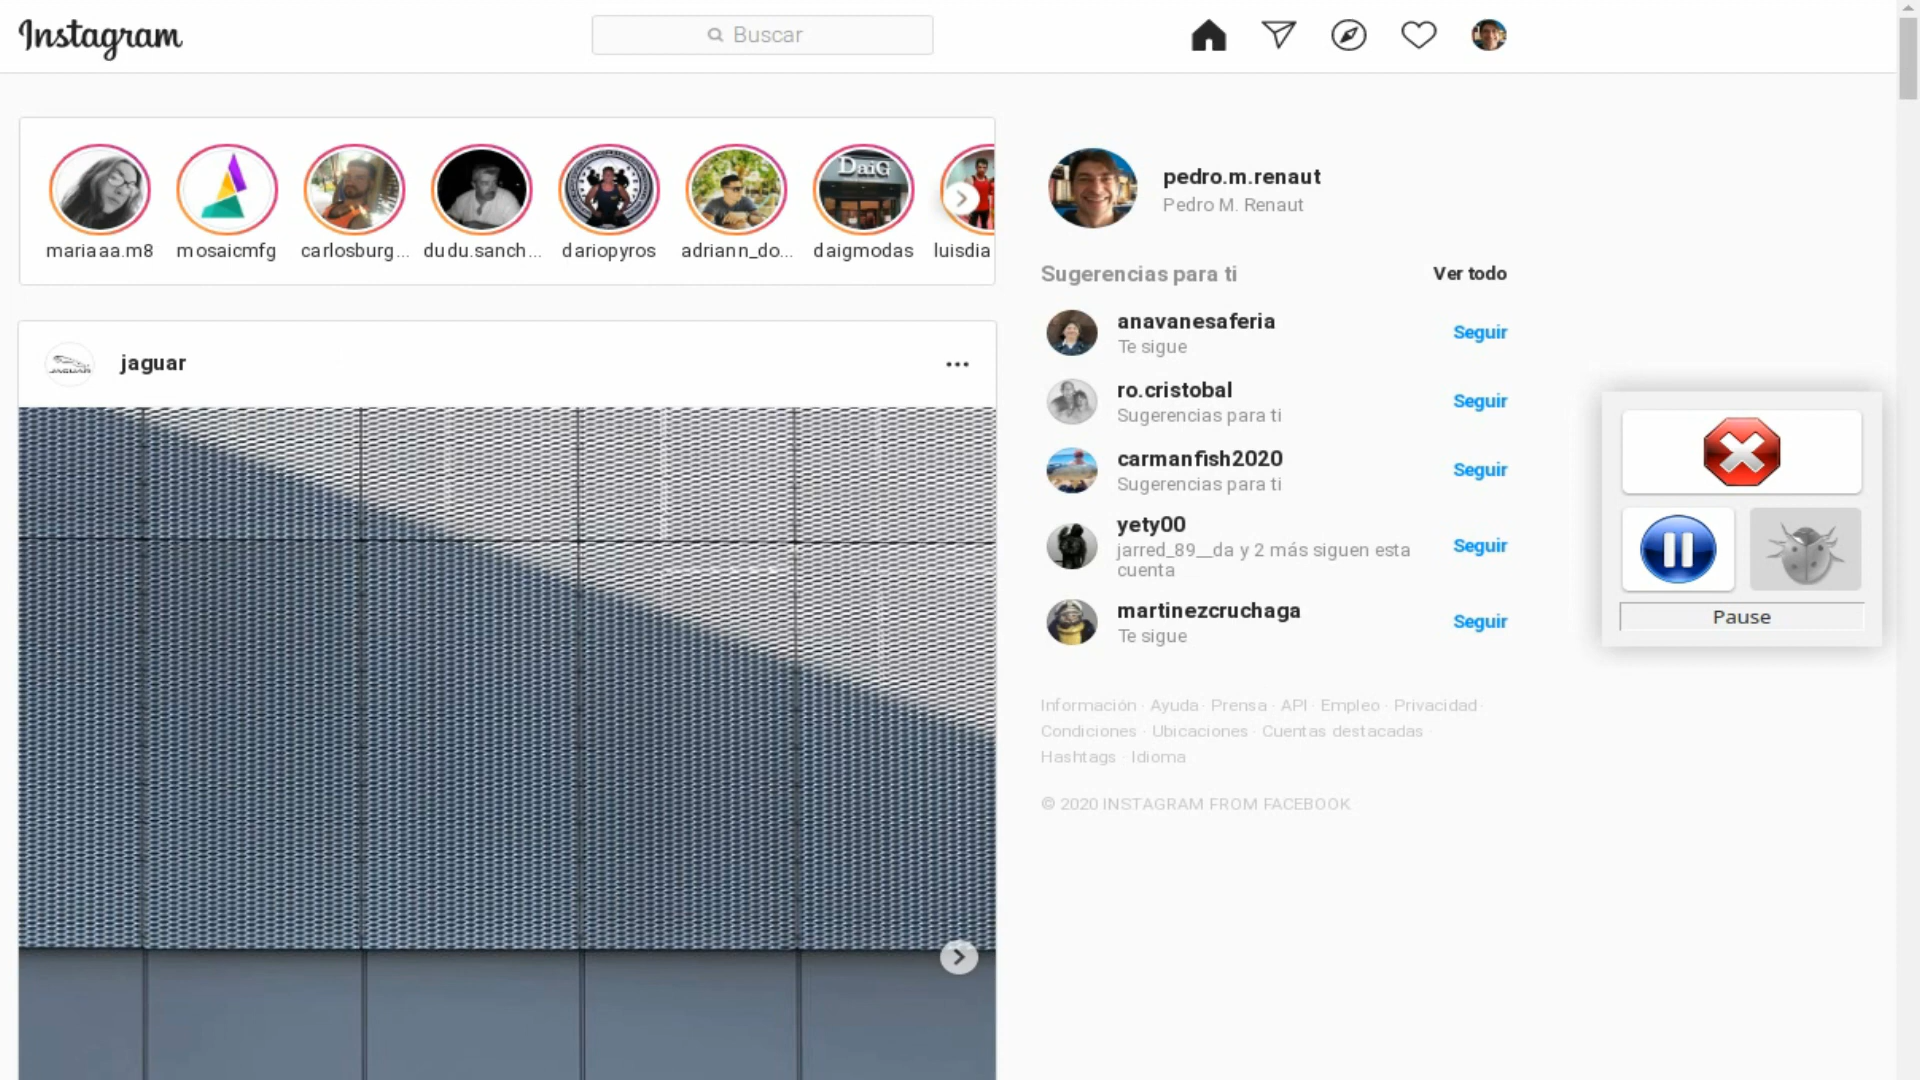 Instagram
Buscar
mariaaa.m8
mosaicmfg
carlosburg...
dudu.sanch...
dariopyros
adriann_do...
DaiG
daigmodas
luisdia
pedro.m.renaut
Pedro M. Renaut
Sugerencias para ti
Ver todo
anavanesaferia
Te sigue
Seguir
ro.cristobal
Sugerencias para ti
Seguir
carmanfish2020
Sugerencias para ti
Seguir
yety00
jarred_89__da y 2 más siguen esta
cuenta
Seguir
martinezcruchaga
Te sigue
Seguir
JAGUAR
jaguar
Pause
Información · Ayuda · Prensa · API · Empleo · Privacidad ·
Condiciones · Ubicaciones · Cuentas destacadas ·
Hashtags · Idioma
© 2020 INSTAGRAM FROM FACEBOOK